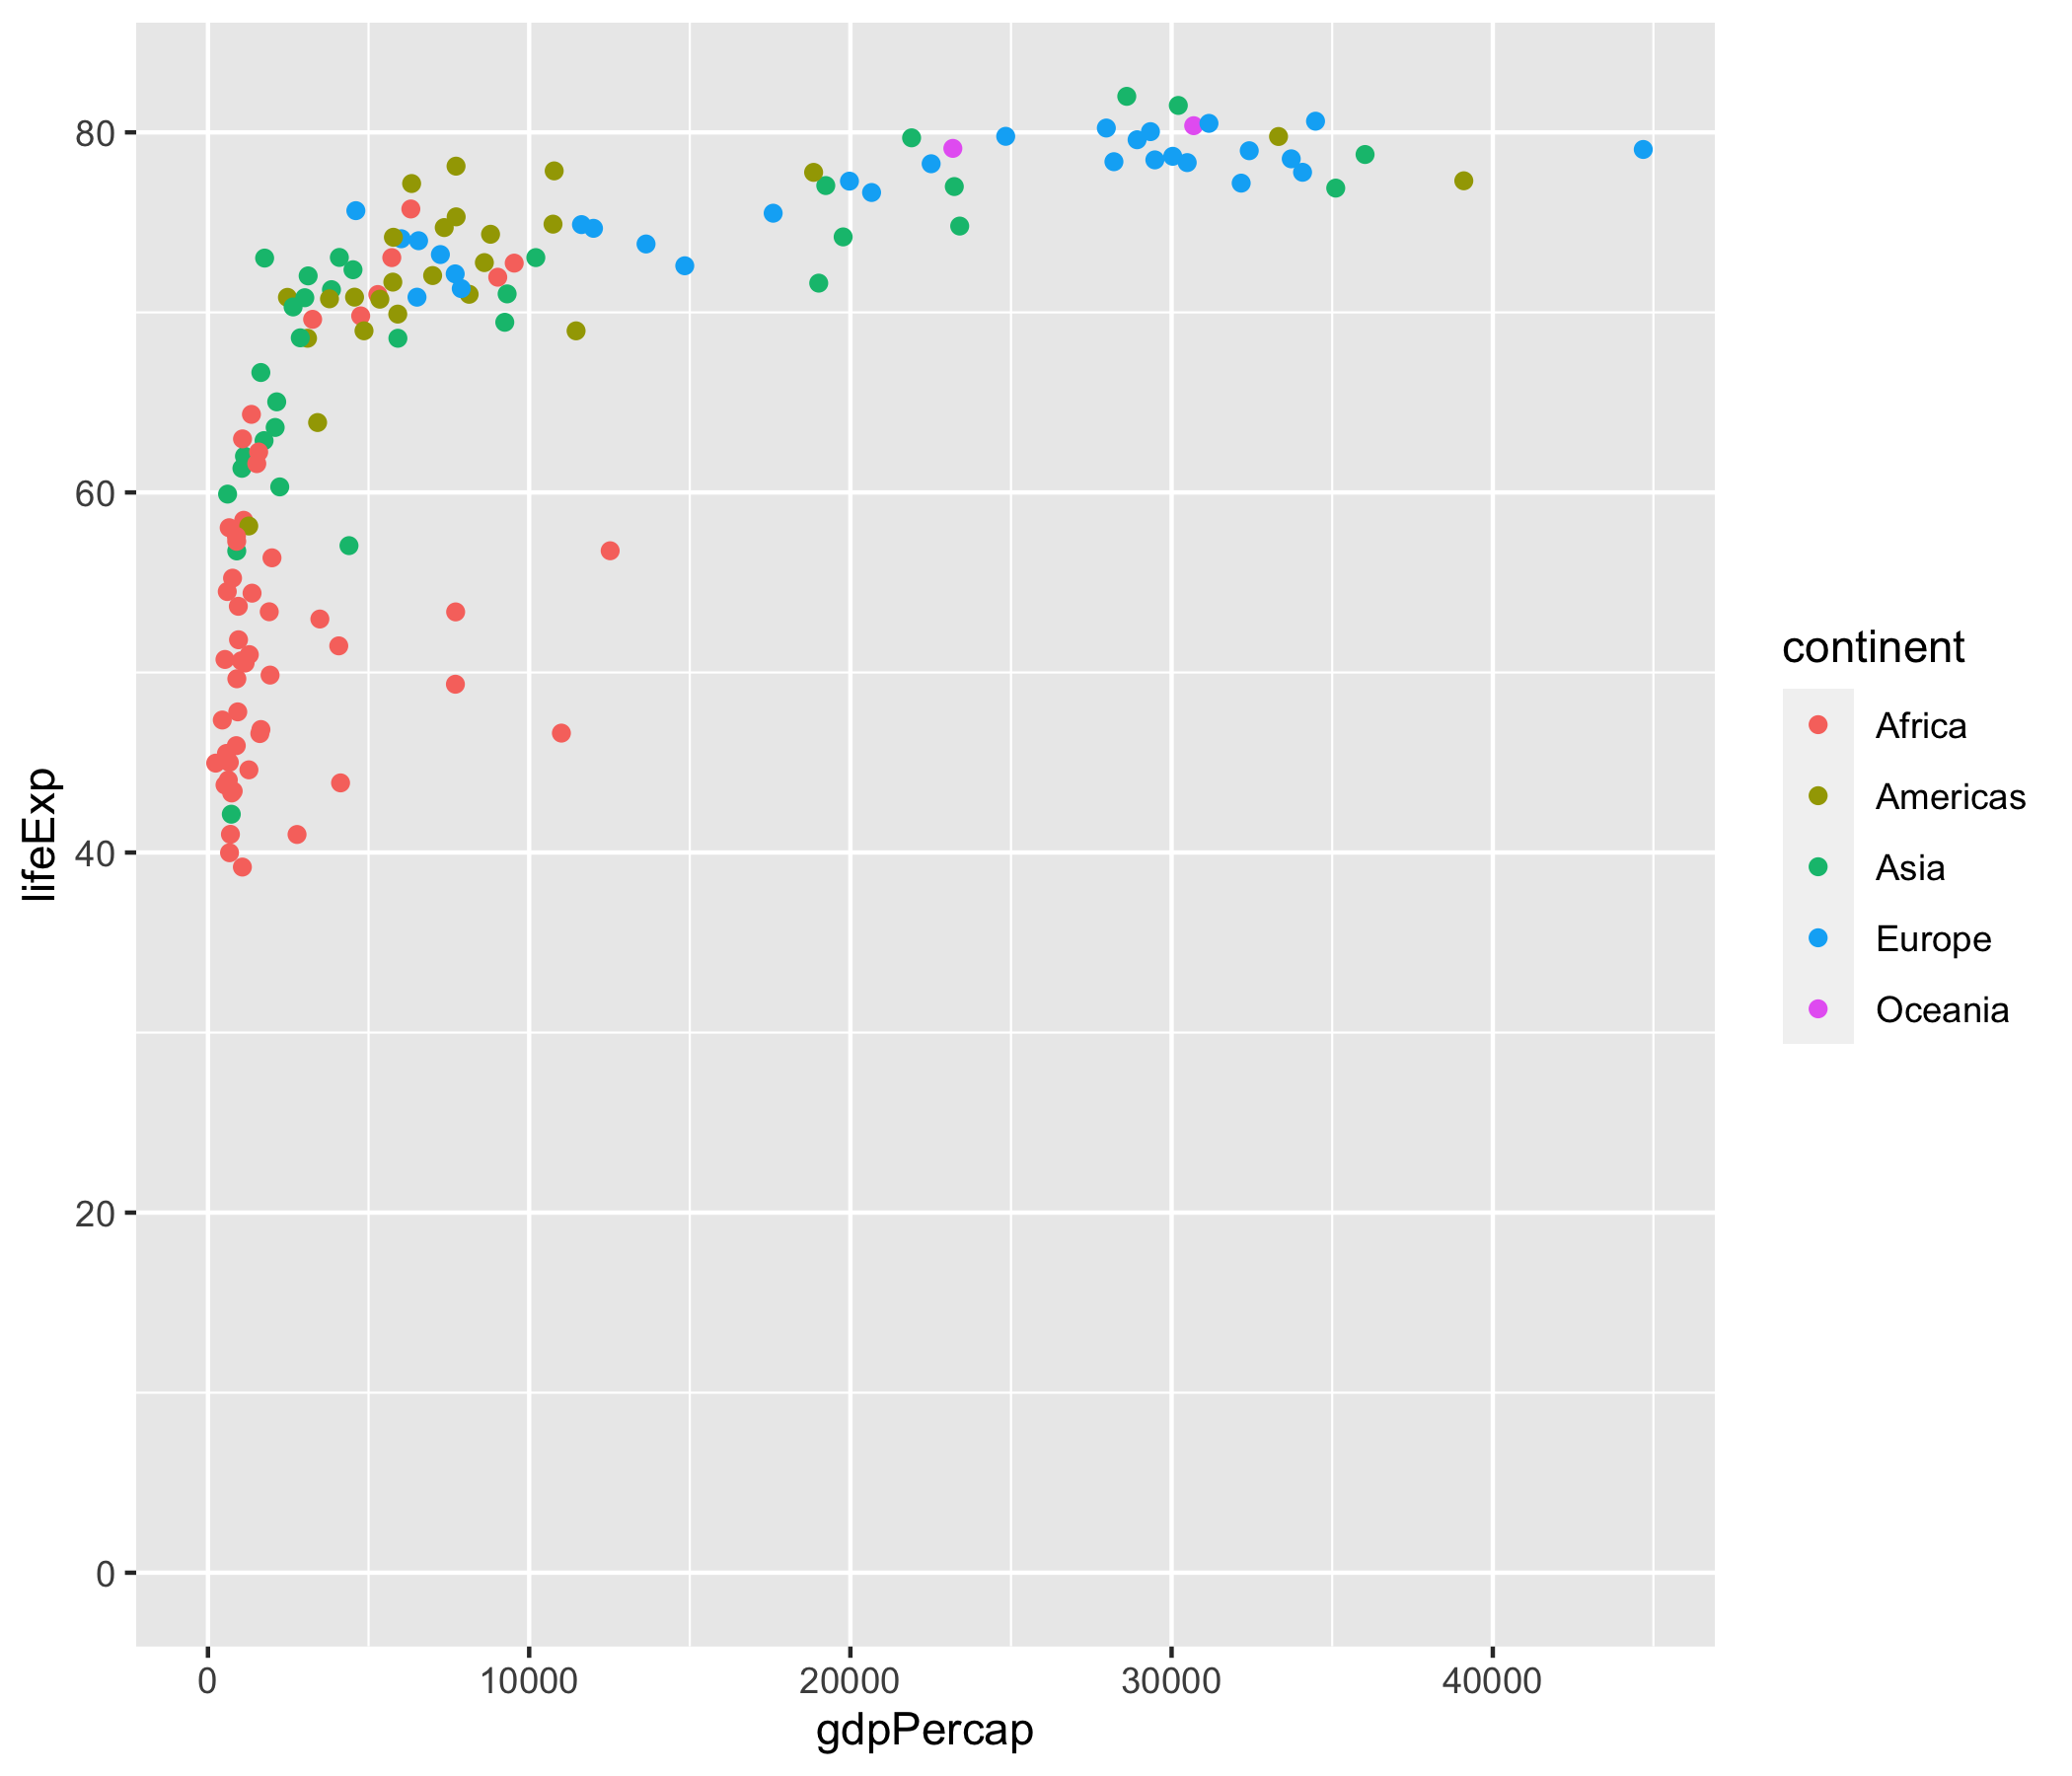 80
60
40
20
0
lifeExp
0 10000 20000 30000 40000
gdpPercap
continent
Africa
Americas
Asia
Europe
Oceania